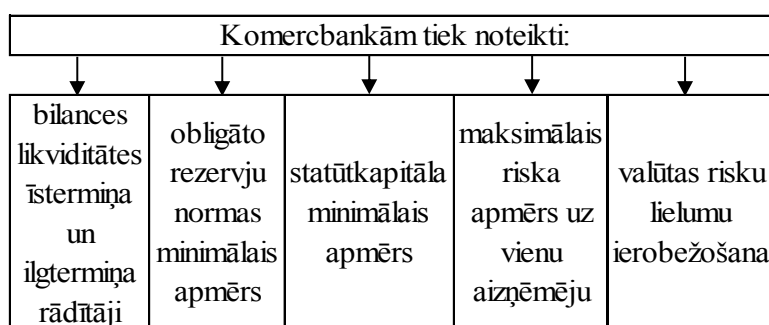 Komercbankām tiek noteikti:
bilances
likviditātes
īstermiņa
un
ilgtermiņa
rādītāji
obligāto
rezervju
normas
minimālais
apmērs
statūtkapitāla
minimālais
apmērs
maksimālais
riska
apmērs uz
vienu
aizņēmēju
valūtas risku
lielumu
ierobežošana